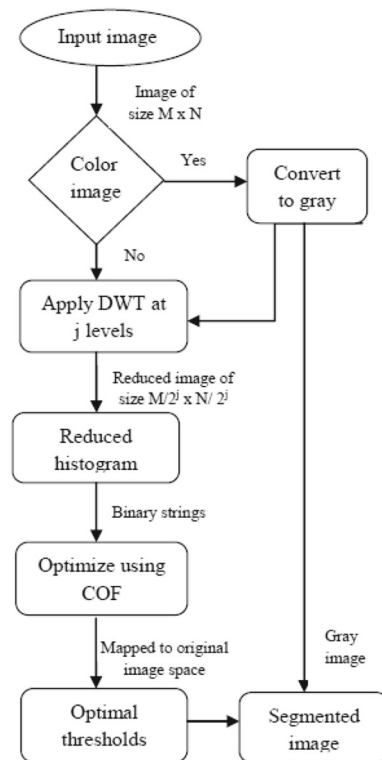 Input image
Image of
size M x N
Color
image
Yes
Convert
to gray
No
Apply DWT at
j levels
Reduced image of
size M/2ʲ x N/ 2ʲ
Reduced
histogram
Binary strings
Optimize using
COF
Mapped to original
image space
Gray
image
Optimal
thresholds
Segmented
image